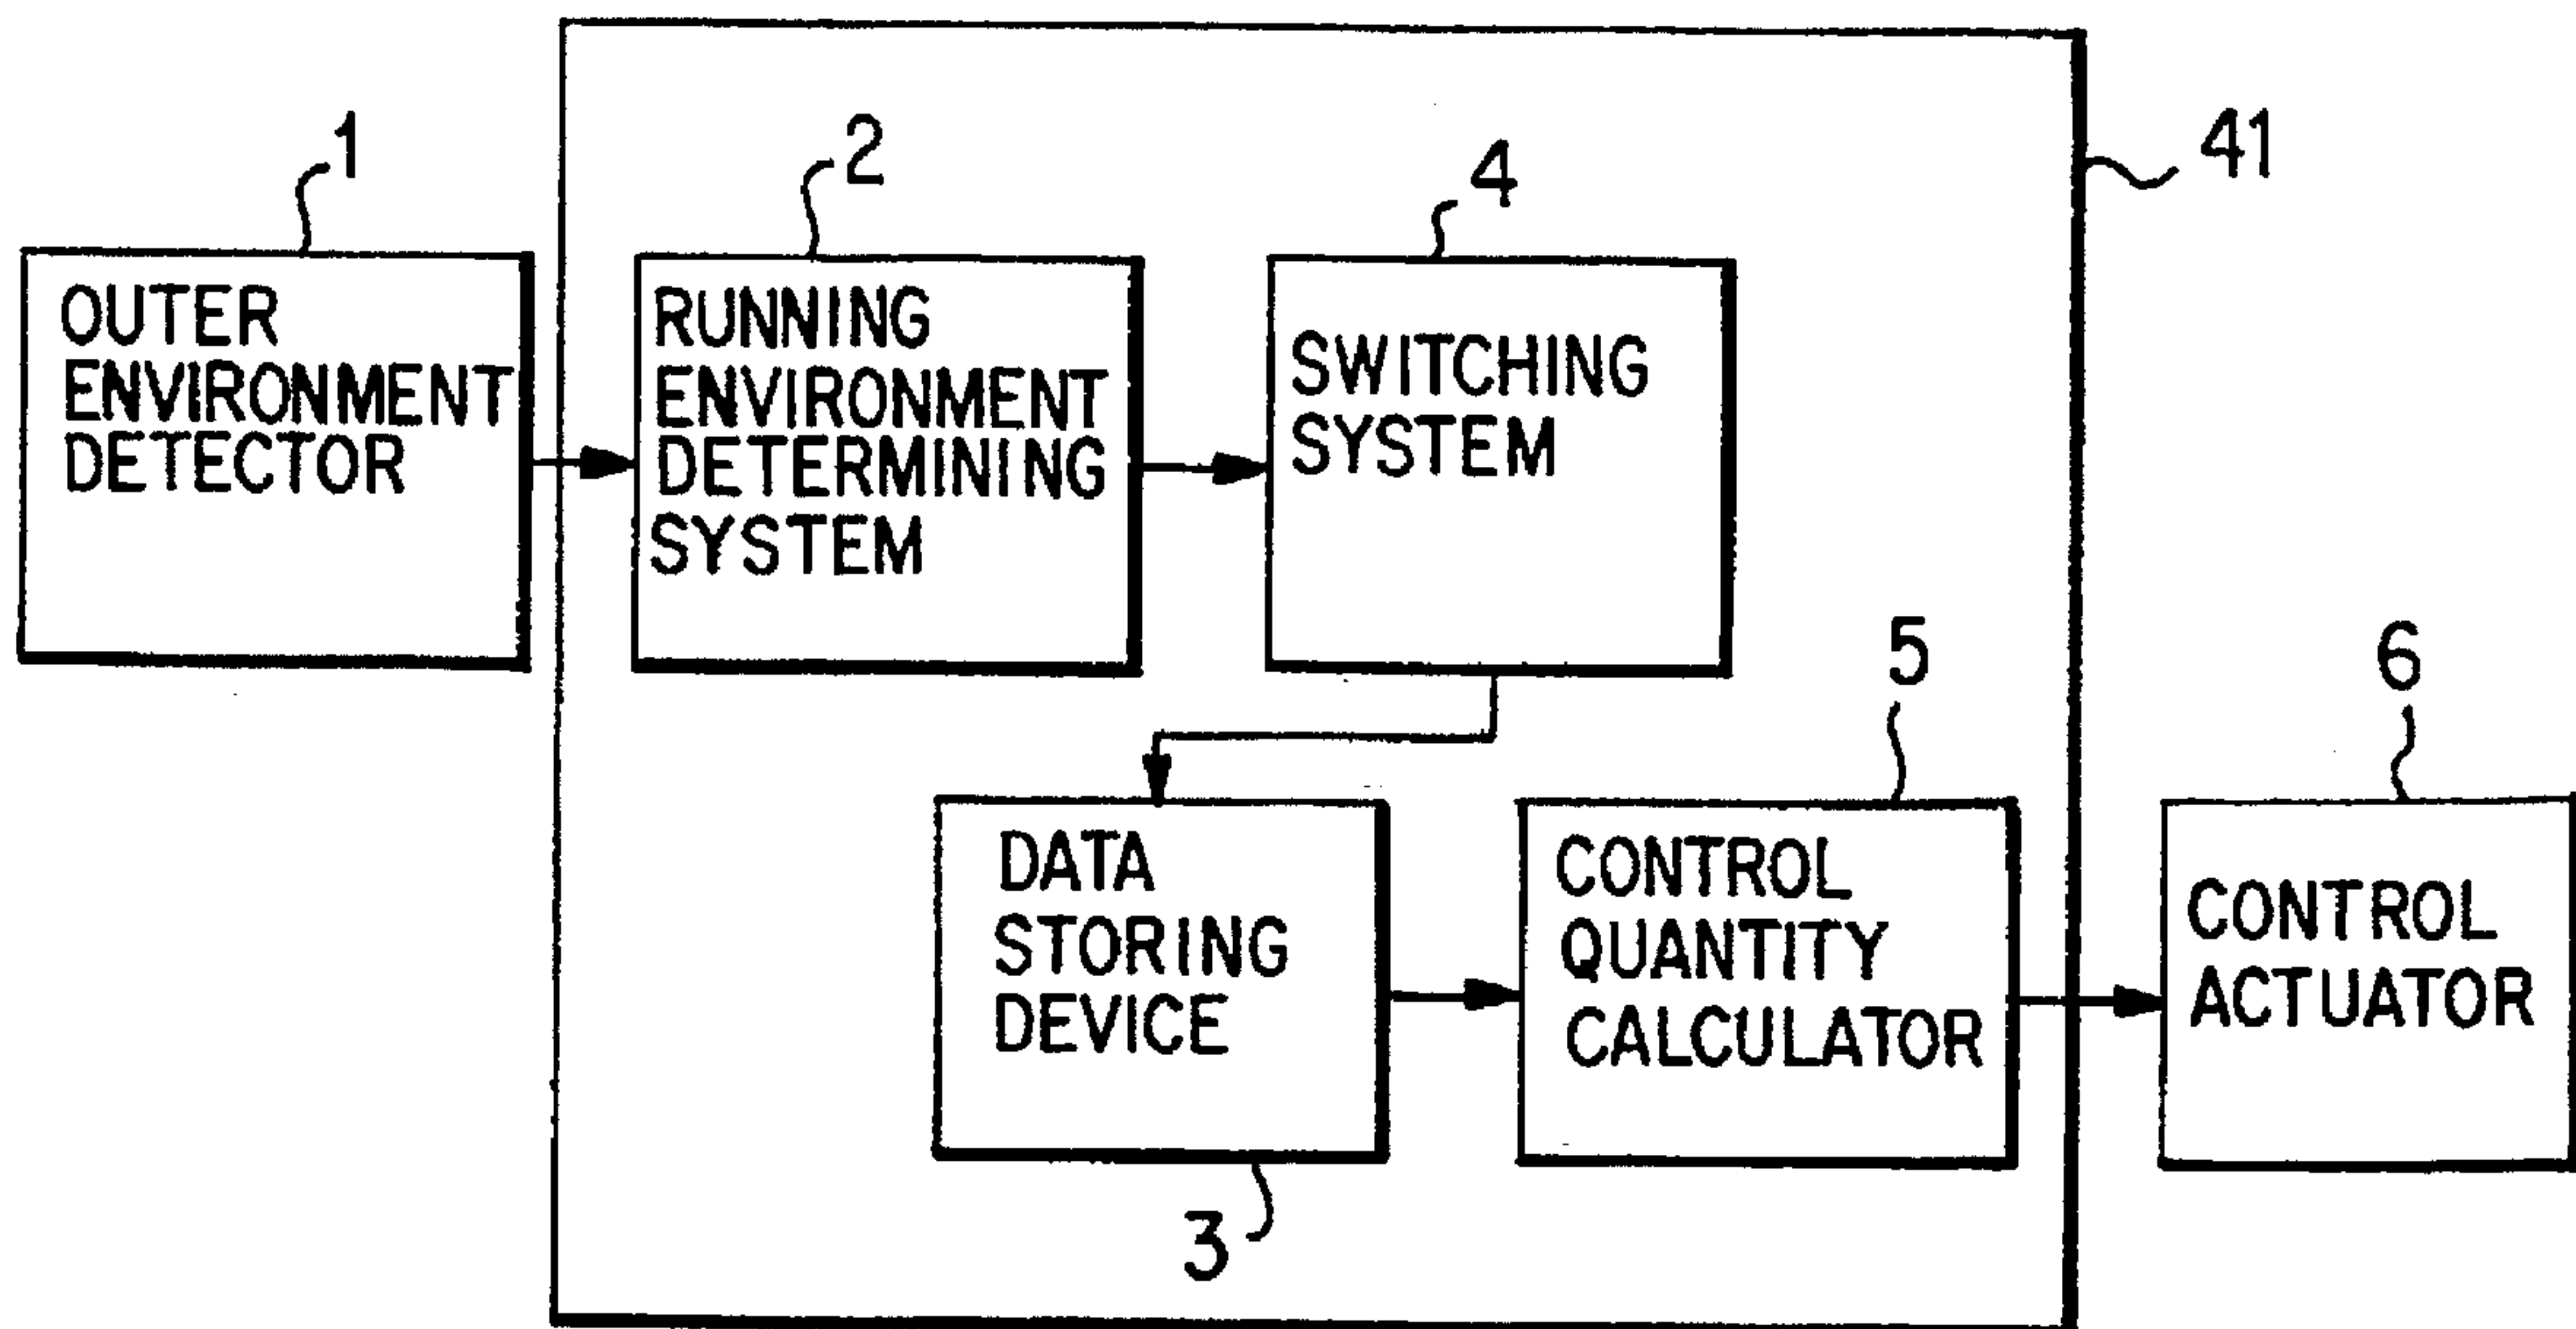 1
2
4
41
OUTER
ENVIRONMENT
DETECTOR
RUNNING
ENVIRONMENT
DETERMINING
SYSTEM
SWITCHING
SYSTEM
5
6
DATA
STORING
DEVICE
CONTROL
QUANTITY
CALCULATOR
CONTROL
ACTUATOR
3